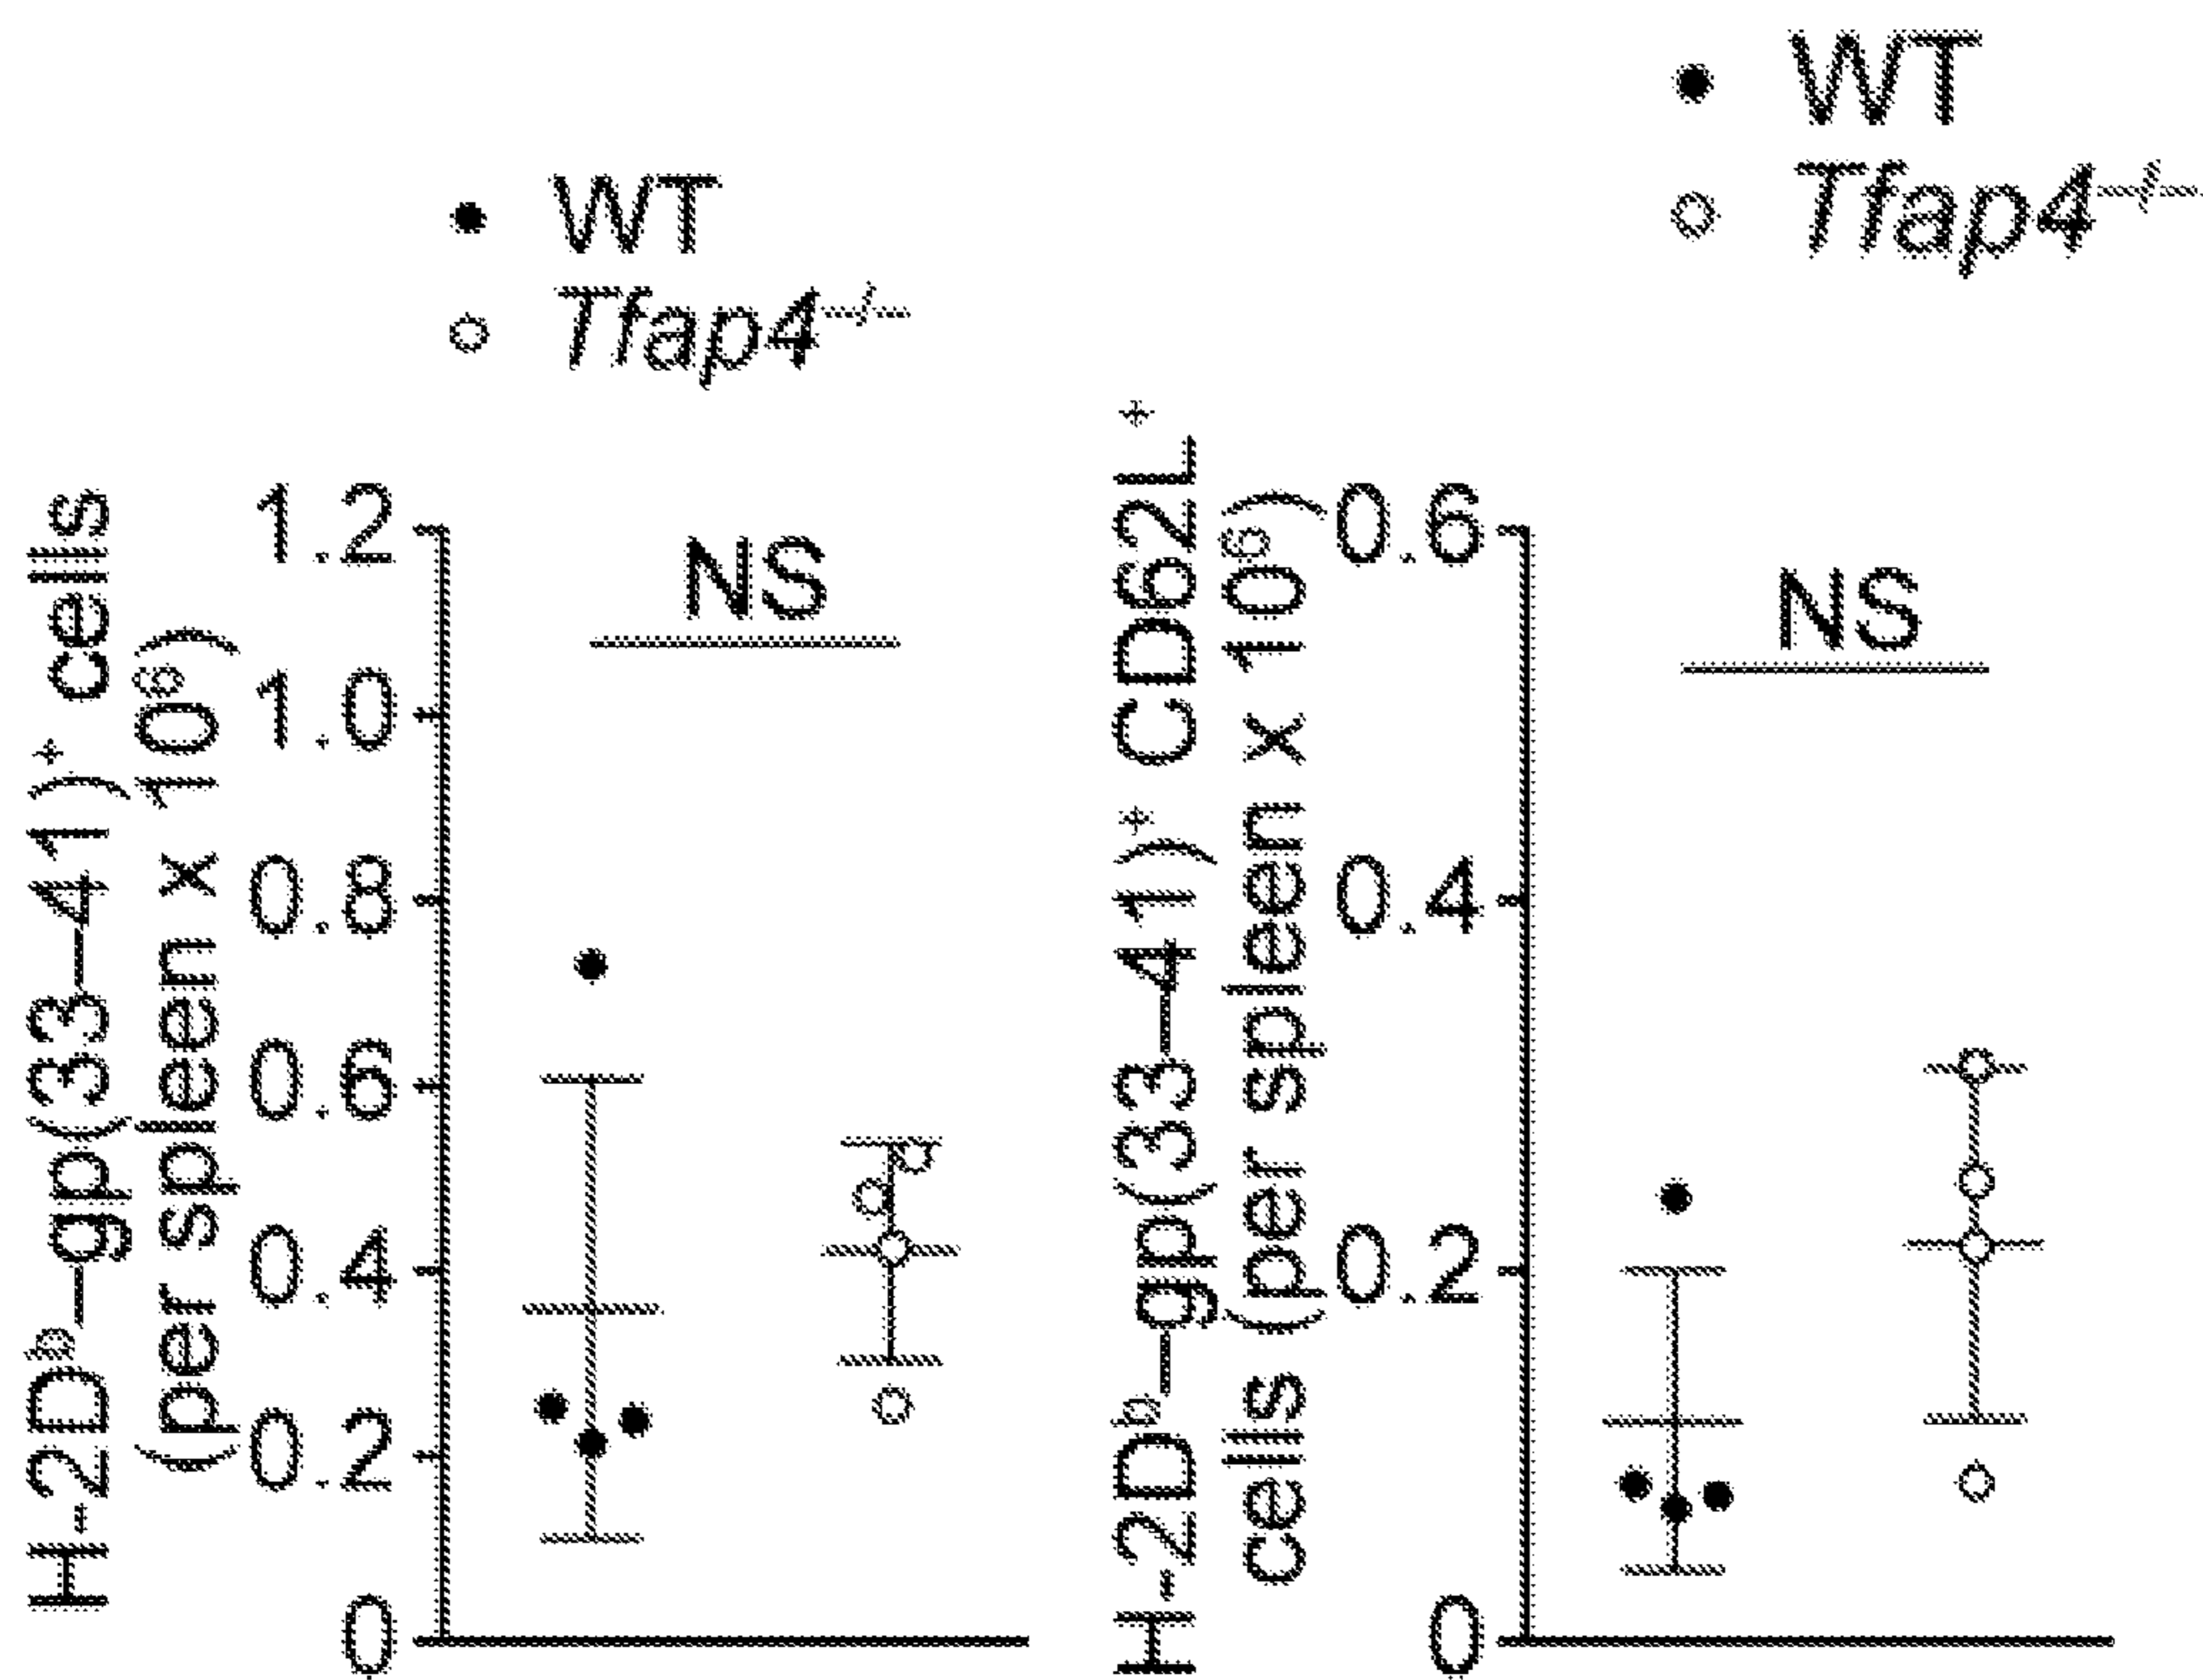 WT
Tfap4⁻/⁻
H-2Dᵇ–gp(33–41)⁺ cells
(per spleen x 10⁶)
1.2
1.0
0.8
0.6
0.4
0.2
0
NS
WT
Tfap4⁻/⁻
H-2Dᵇ–gp(33–41)⁺ CD62L⁺
cells (per spleen x 10⁶)
0.6
0.4
0.2
0
NS